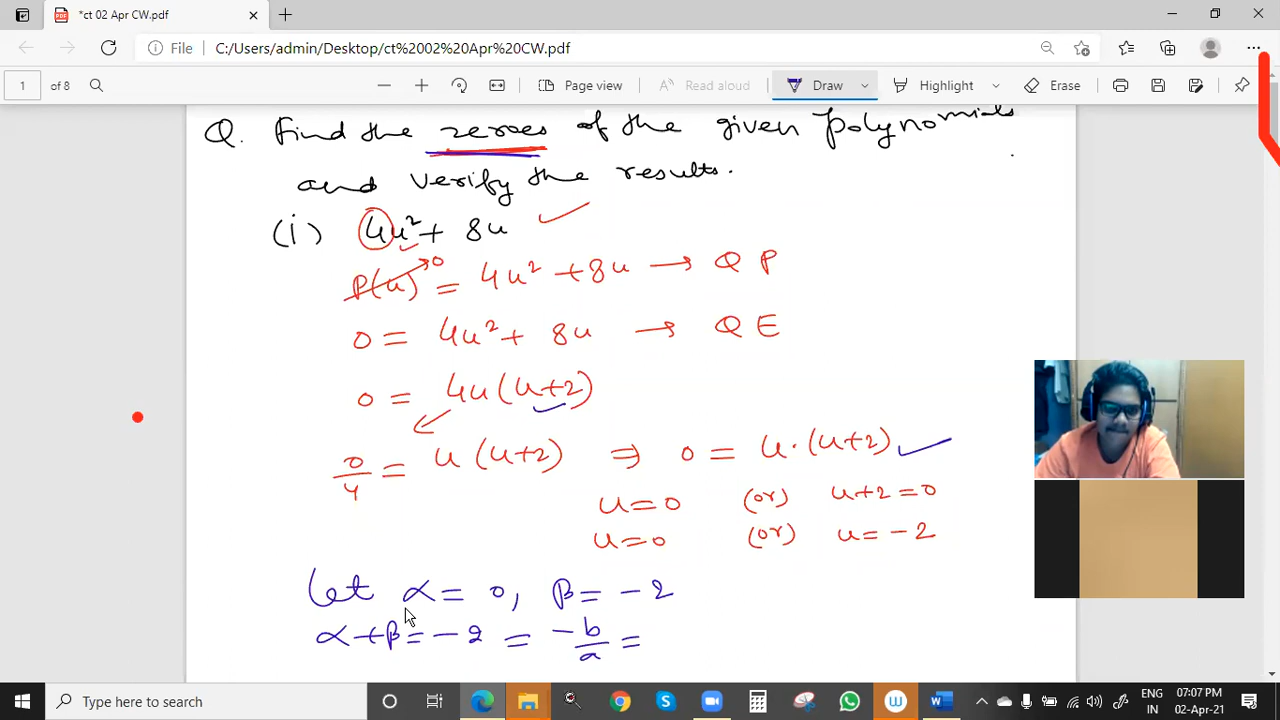 *ct 02 Apr CW.pdf
File C:/Users/admin/Desktop/ct%2002%20Apr%20CW.pdf
1 of 8 Page view Read aloud Draw Highlight Erase
Q. Find the zeroes of the given polynomials
and verify the results.
(i) 4u²+ 8u
P(u) 0 = 4u² + 8u → Q P
0 = 4u² + 8u → Q E
0 = 4u(u+2)
0/4 = u (u+2) ⇒ 0 = u·(u+2)
u=0 (or) u+2=0
u=0 (or) u=-2
Let α = 0, β = -2
α+β = -2 = -b/a =
Type here to search
W
ENG 07:07 PM
IN 02-Apr-21